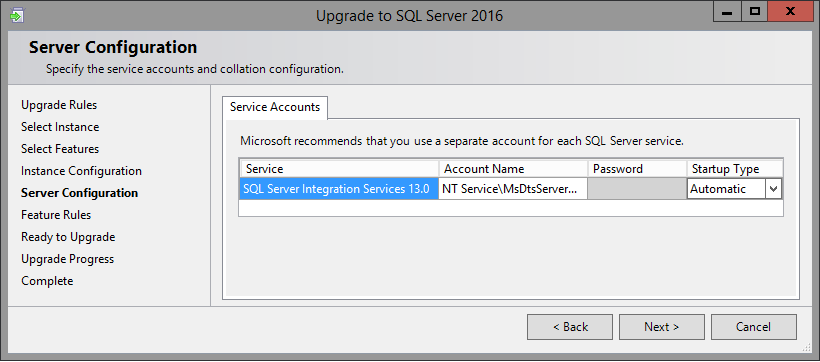 Upgrade to SQL Server 2016
Server Configuration
Specify the service accounts and collation configuration.
Upgrade Rules
Select Instance
Select Features
Instance Configuration
Server Configuration
Feature Rules
Ready to Upgrade
Upgrade Progress
Complete
Service Accounts
Microsoft recommends that you use a separate account for each SQL Server service.
Service Account Name Password Startup Type
SQL Server Integration Services 13.0 NT Service\MsDtsServer... Automatic
< Back Next > Cancel